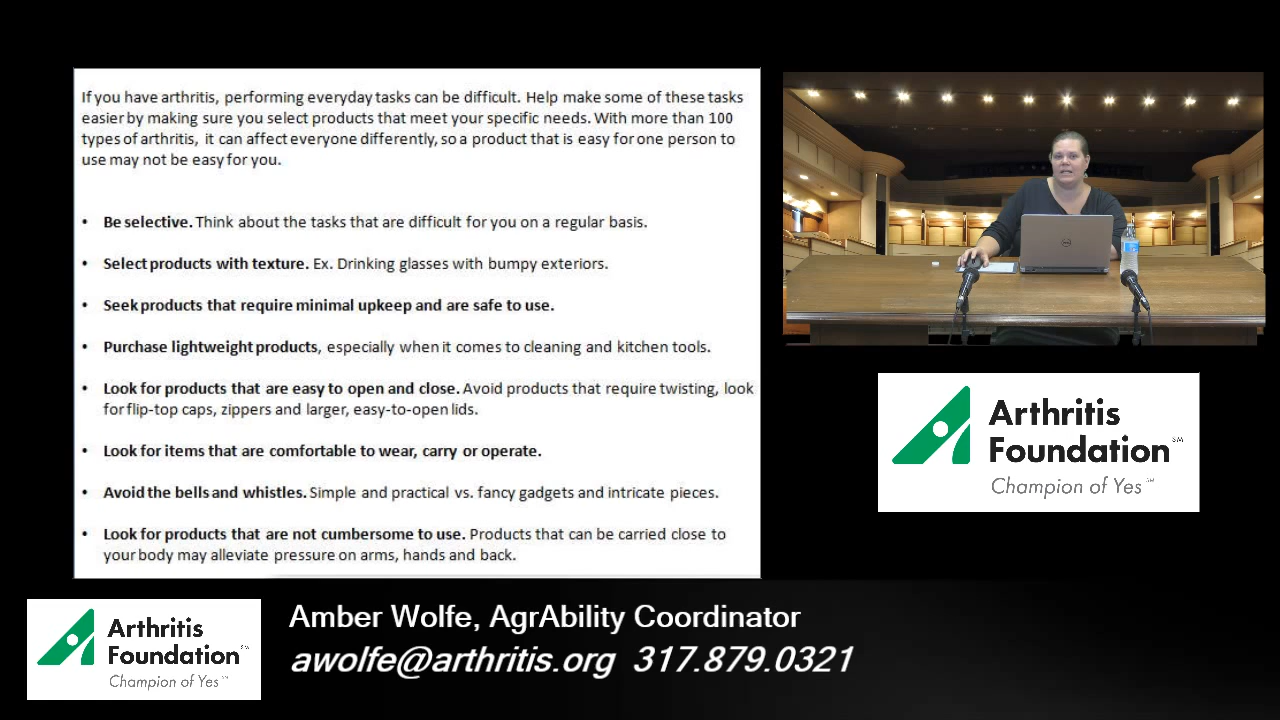 If you have arthritis, performing everyday tasks can be difficult. Help make some of these tasks
easier by making sure you select products that meet your specific needs. With more than 100
types of arthritis, it can affect everyone differently, so a product that is easy for one person to
use may not be easy for you.
• Be selective. Think about the tasks that are difficult for you on a regular basis.
• Select products with texture. Ex. Drinking glasses with bumpy exteriors.
• Seek products that require minimal upkeep and are safe to use.
• Purchase lightweight products, especially when it comes to cleaning and kitchen tools.
• Look for products that are easy to open and close. Avoid products that require twisting, look
for flip-top caps, zippers and larger, easy-to-open lids.
• Look for items that are comfortable to wear, carry or operate.
• Avoid the bells and whistles. Simple and practical vs. fancy gadgets and intricate pieces.
• Look for products that are not cumbersome to use. Products that can be carried close to
your body may alleviate pressure on arms, hands and back.
Arthritis
Foundation℠
Champion of Yes℠
Arthritis
Foundation℠
Champion of Yes℠
Amber Wolfe, AgrAbility Coordinator
awolfe@arthritis.org 317.879.0321